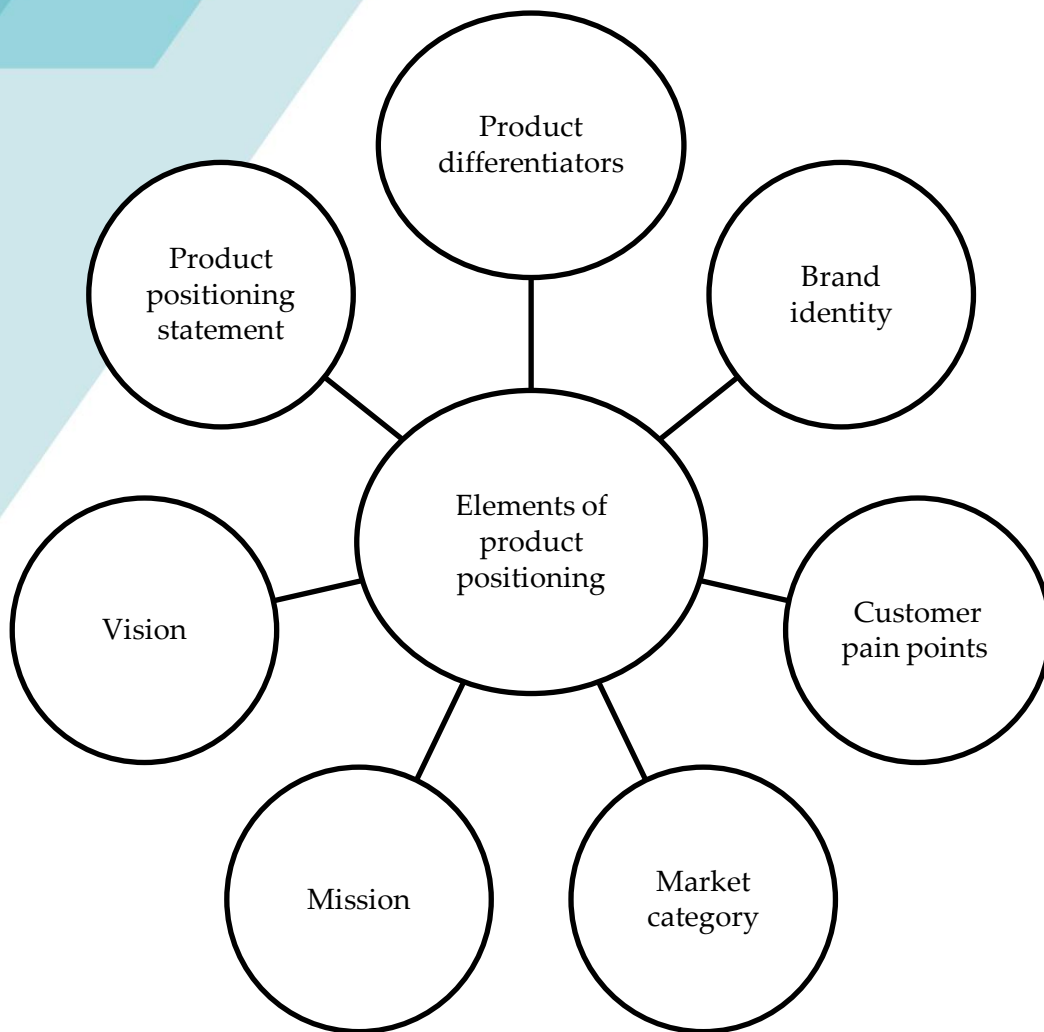 Product
differentiators
Brand
identity
Customer
pain points
Market
category
Mission
Vision
Product
positioning
statement
Elements of
product
positioning